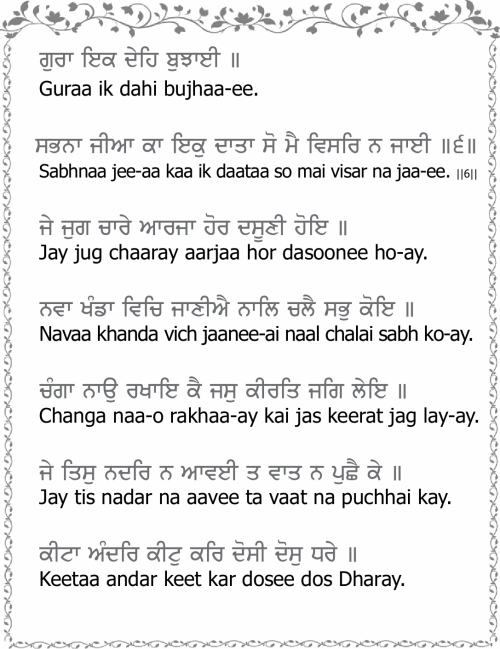 ਗੁਰਾ ਇਕ ਦੇਹਿ ਬੁਝਾਈ ॥
Guraa ik dahi bujhaa-ee.
ਸਭਨਾ ਜੀਆ ਕਾ ਇਕੁ ਦਾਤਾ ਸੋ ਮੈ ਵਿਸਰਿ ਨ ਜਾਈ ॥੬॥
Sabhnaa jee-aa kaa ik daataa so mai visar na jaa-ee. ||6||
ਜੇ ਜੁਗ ਚਾਰੇ ਆਰਜਾ ਹੋਰ ਦਸੂਣੀ ਹੋਇ ॥
Jay jug chaaray aarjaa hor dasoonee ho-ay.
ਨਵਾ ਖੰਡਾ ਵਿਚਿ ਜਾਣੀਐ ਨਾਲਿ ਚਲੈ ਸਭੁ ਕੋਇ ॥
Navaa khanda vich jaanee-ai naal chalai sabh ko-ay.
ਚੰਗਾ ਨਾਉ ਰਖਾਇ ਕੈ ਜਸੁ ਕੀਰਤਿ ਜਗਿ ਲੇਇ ॥
Changa naa-o rakhaa-ay kai jas keerat jag lay-ay.
ਜੇ ਤਿਸੁ ਨਦਰਿ ਨ ਆਵਈ ਤ ਵਾਤ ਨ ਪੁਛੈ ਕੇ ॥
Jay tis nadar na aavee ta vaat na puchhai kay.
ਕੀਟਾ ਅੰਦਰਿ ਕੀਟੁ ਕਰਿ ਦੋਸੀ ਦੋਸੁ ਧਰੇ ॥
Keetaa andar keet kar dosee dos Dharay.